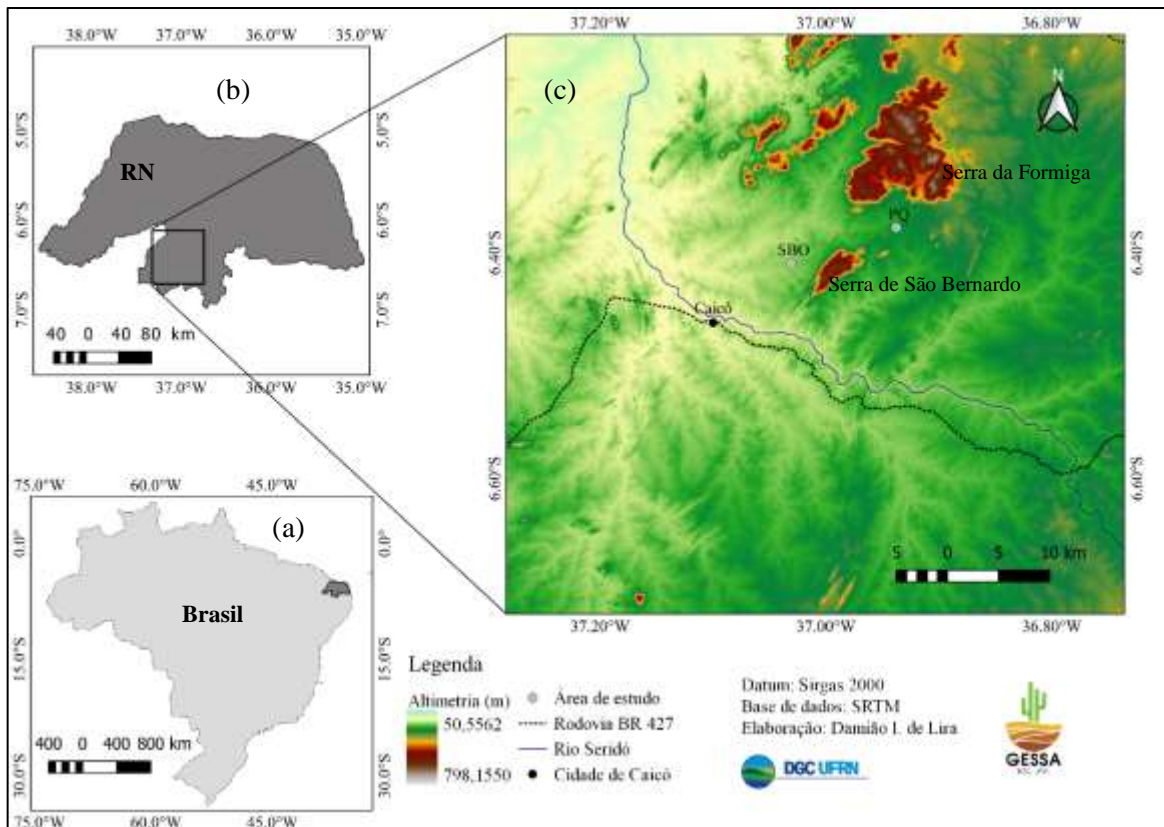 38.0°W 37.0°W 36.0°W 35.0°W
(b)
5.0°S 5.0°S
RN
6.0°S 6.0°S
7.0°S 7.0°S
40 0 40 80 km
38.0°W 37.0°W 36.0°W 35.0°W
75.0°W 60.0°W 45.0°W
(a)
0.0° 0.0°
Brasil
15.0°S 15.0°S
400 0 400 800 km
30.0°S 30.0°S
75.0°W 60.0°W 45.0°W
37.20°W 37.00°W 36.80°W
(c)
N
Serra da Formiga
PQ
6.40°S SBO 6.40°S
Serra de São Bernardo
Caicó
6.60°S 6.60°S
5 0 5 10 km
37.20°W 37.00°W 36.80°W
Legenda
Altimetria (m)
50,5562
798,1550
Área de estudo
Rodovia BR 427
Rio Seridó
Cidade de Caicó
Datum: Sirgas 2000
Base de dados: SRTM
Elaboração: Damião I. de Lira
DGC UFRN
GESSA